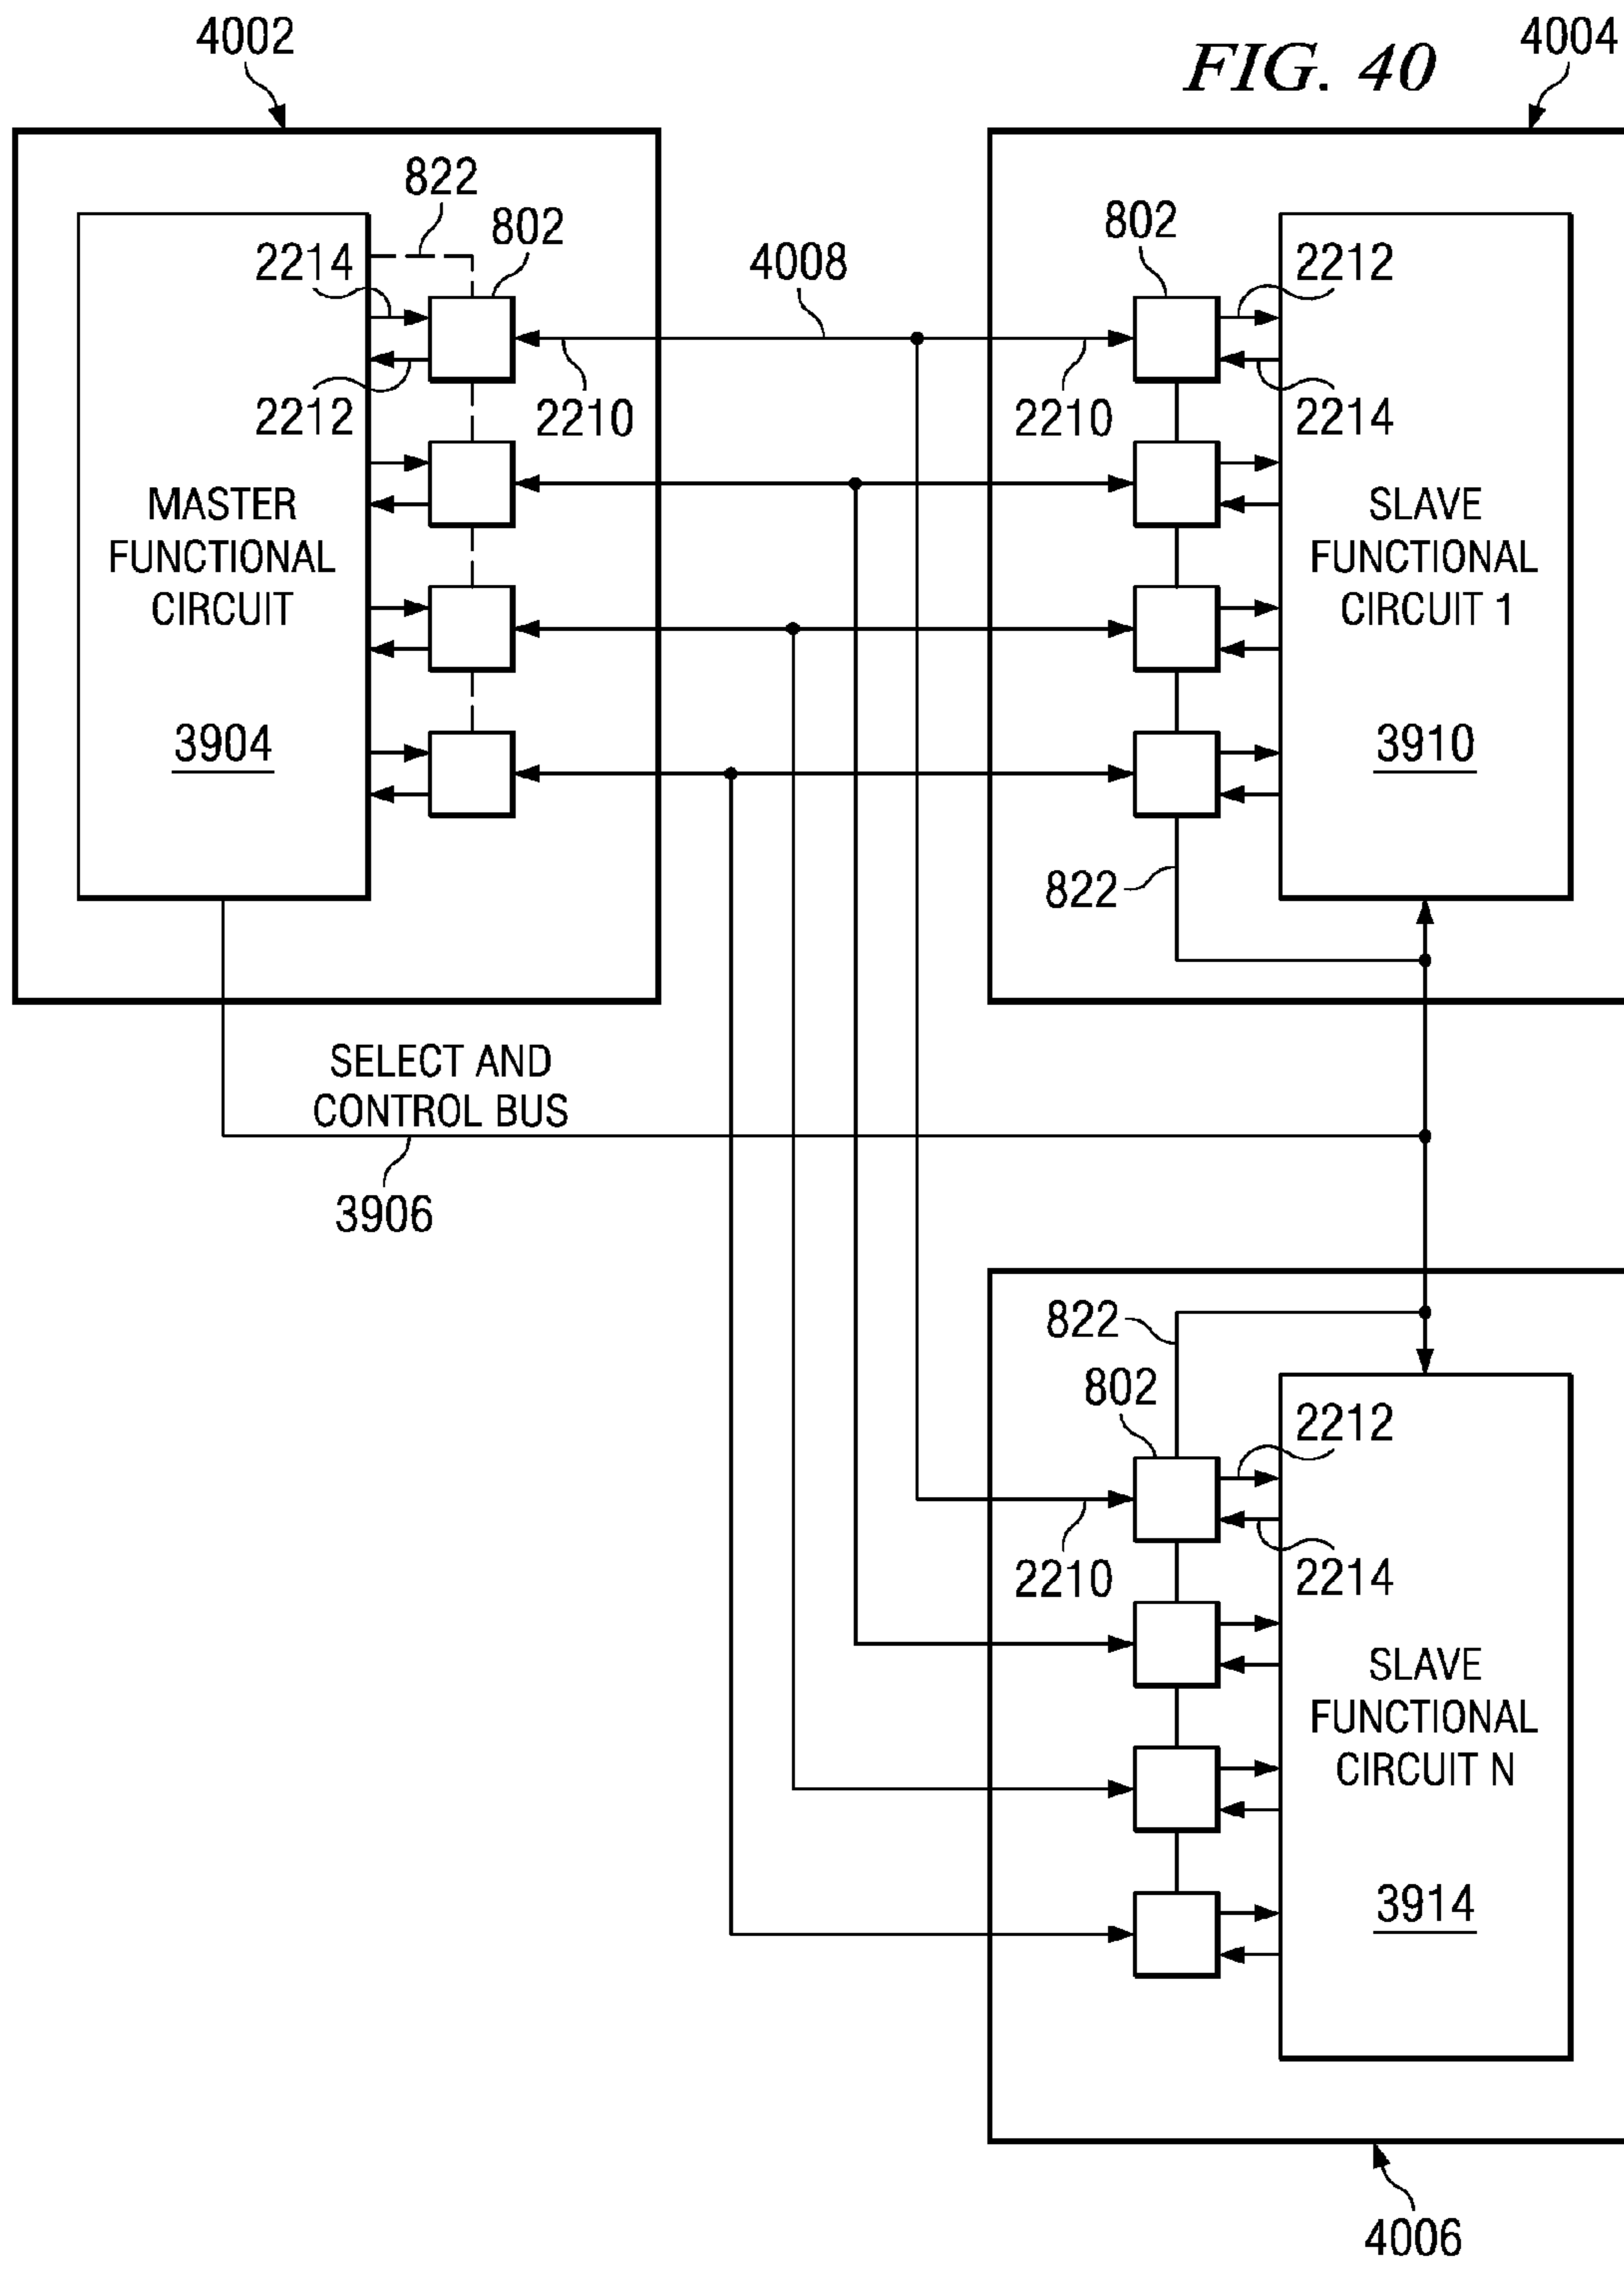 4002
FIG. 40
4004
822
802
2214
2212
2210
4008
2210
802
2212
2214
MASTER
FUNCTIONAL
CIRCUIT
3904
SLAVE
FUNCTIONAL
CIRCUIT 1
3910
822
SELECT AND
CONTROL BUS
3906
822
802
2212
2210
2214
SLAVE
FUNCTIONAL
CIRCUIT N
3914
4006